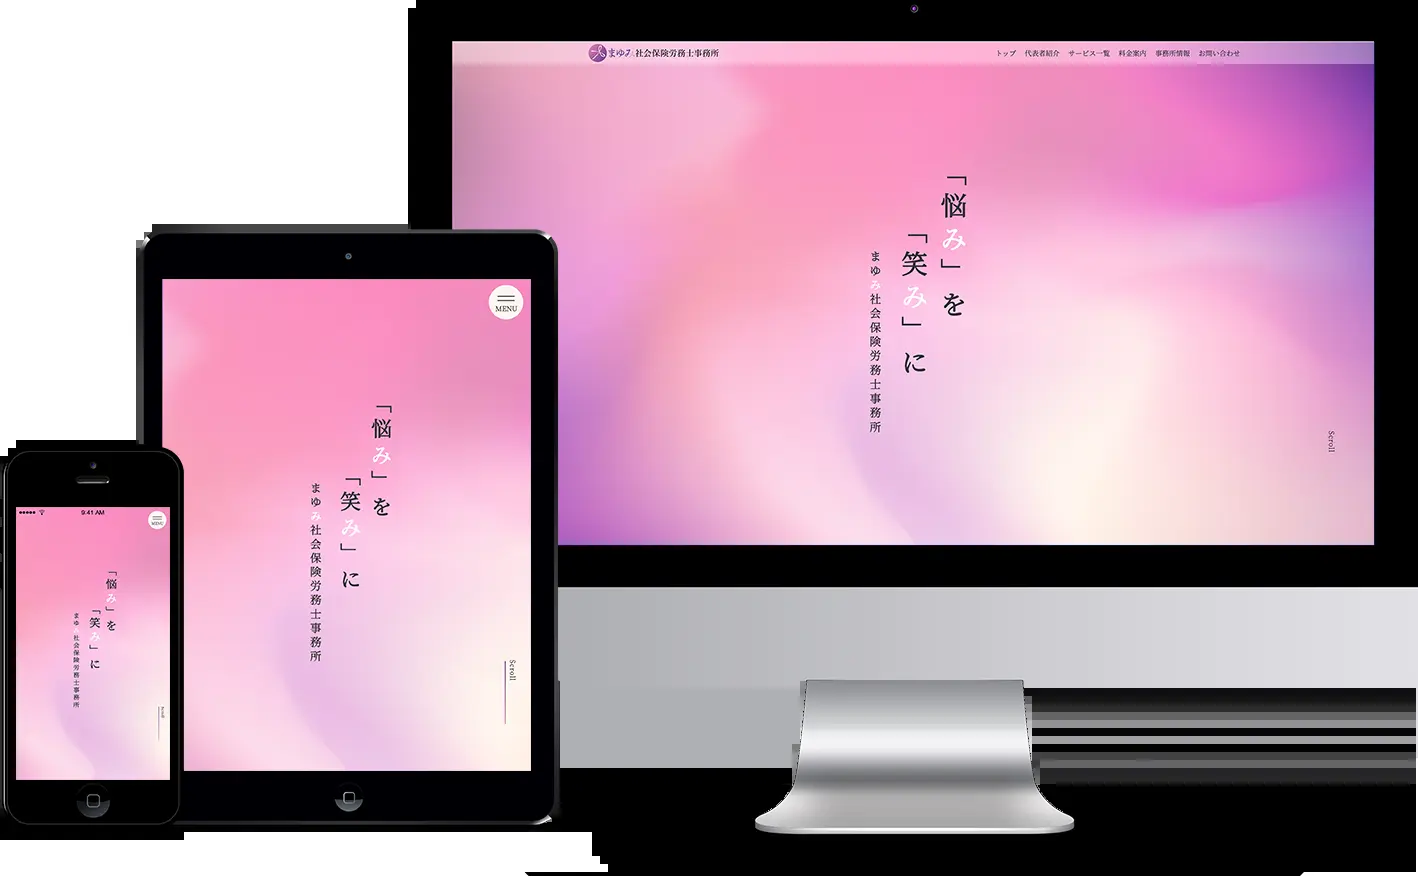 まゆみ社会保険労務士事務所
トップ 代表者紹介 サービス一覧 料金案内 事務所情報 お問い合わせ
「悩み」を
「笑み」に
まゆみ社会保険労務士事務所
Scroll
MENU
「悩み」を
「笑み」に
まゆみ社会保険労務士事務所
Scroll
9:41 AM
MENU
「悩み」を
「笑み」に
まゆみ社会保険労務士事務所
Scroll